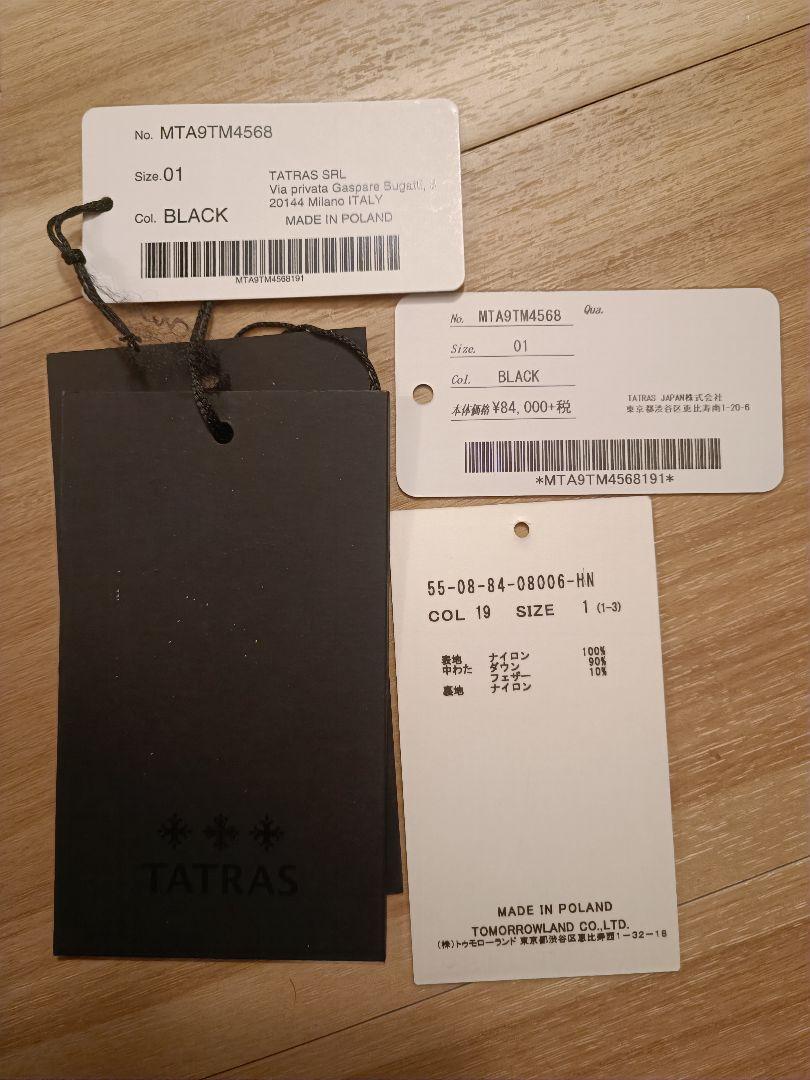 No. MTA9TM4568
Size. 01
Col. BLACK
TATRAS SRL
Via privata Gaspare Bugatti,
20144 Milano ITALY
MADE IN POLAND
MTA9TM4568191
No. MTA9TM4568
Qua.
Size. 01
Col. BLACK
本体価格 ¥84,000+税
TATRAS JAPAN株式会社
東京都渋谷区恵比寿南1-20-6
*MTA9TM4568191*
55-08-84-08006-HN
COL 19 SIZE 1 (1-3)
表地 ナイロン 100%
中わた ダウン 90%
フェザー 10%
裏地 ナイロン
MADE IN POLAND
TOMORROWLAND CO.,LTD.
(株)トゥモローランド 東京都渋谷区恵比寿西1-32-18
TATRAS